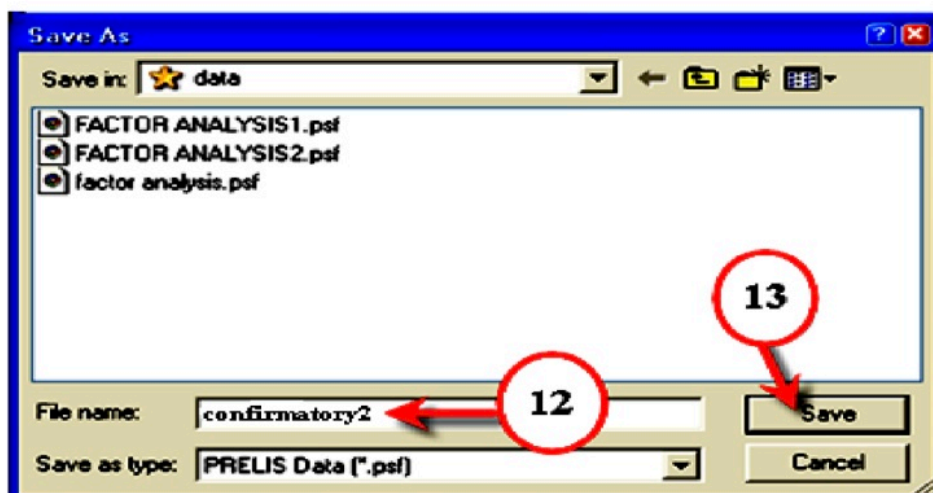 Save As
Save in: data
FACTOR ANALYSIS1.psf
FACTOR ANALYSIS2.psf
factor analysis.psf
13
File name: confirmatory2 12 Save
Save as type: PRELIS Data (*.psf) Cancel